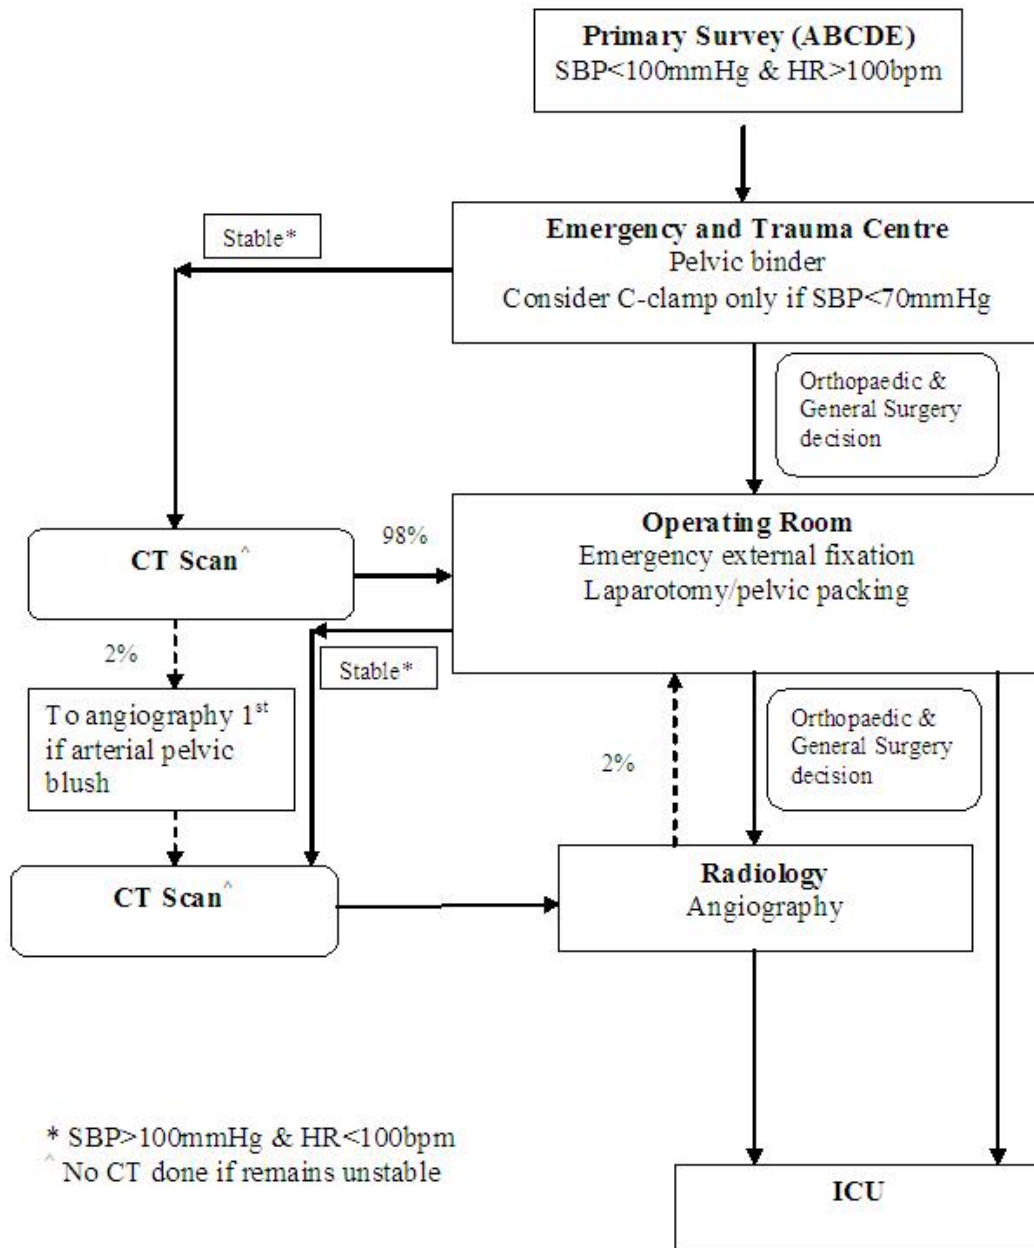 Primary Survey (ABCDE)
SBP<100mmHg & HR>100bpm
Stable*
Emergency and Trauma Centre
Pelvic binder
Consider C-clamp only if SBP<70mmHg
Orthopaedic &
General Surgery
decision
CT Scan^
98%
Operating Room
Emergency external fixation
Laparotomy/pelvic packing
2%
Stable*
To angiography 1st
if arterial pelvic
blush
2%
Orthopaedic &
General Surgery
decision
CT Scan^
Radiology
Angiography
* SBP>100mmHg & HR<100bpm
^ No CT done if remains unstable
ICU